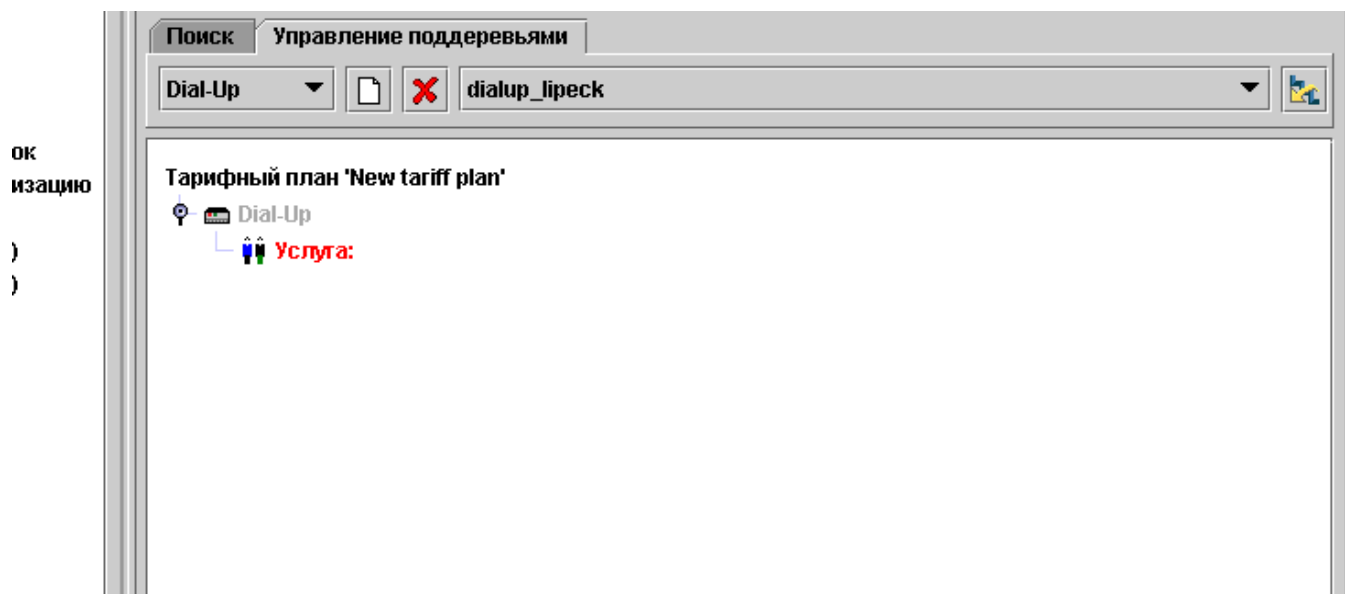 Поиск Управление поддеревьями
Dial-Up dialup_lipeck
ок
изацию
)
)
Тарифный план 'New tariff plan'
Dial-Up
Услуга: